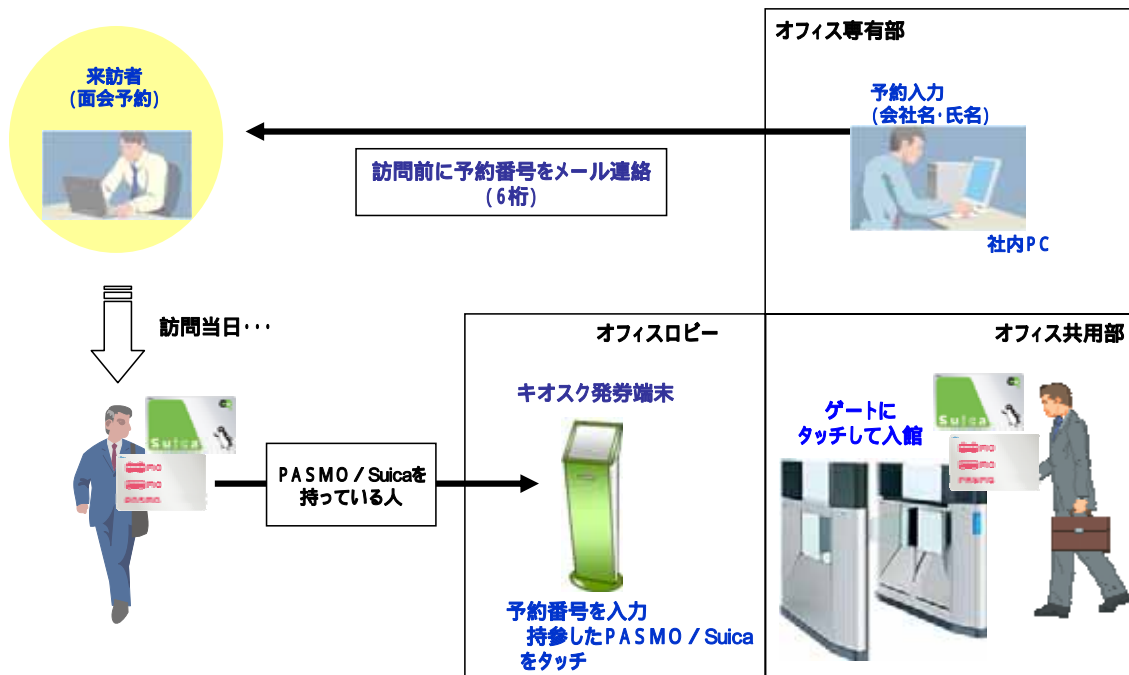 オフィス専有部
来訪者
(面会予約)
予約入力
(会社名・氏名)
訪問前に予約番号をメール連絡
(6桁)
社内PC
訪問当日・・・
オフィスロビー
オフィス共用部
キオスク発券端末
ゲートに
タッチして入館
Suica
PASMO
Suica
PASMO
PASMO/Suicaを
持っている人
予約番号を入力
持参したPASMO/Suica
をタッチ